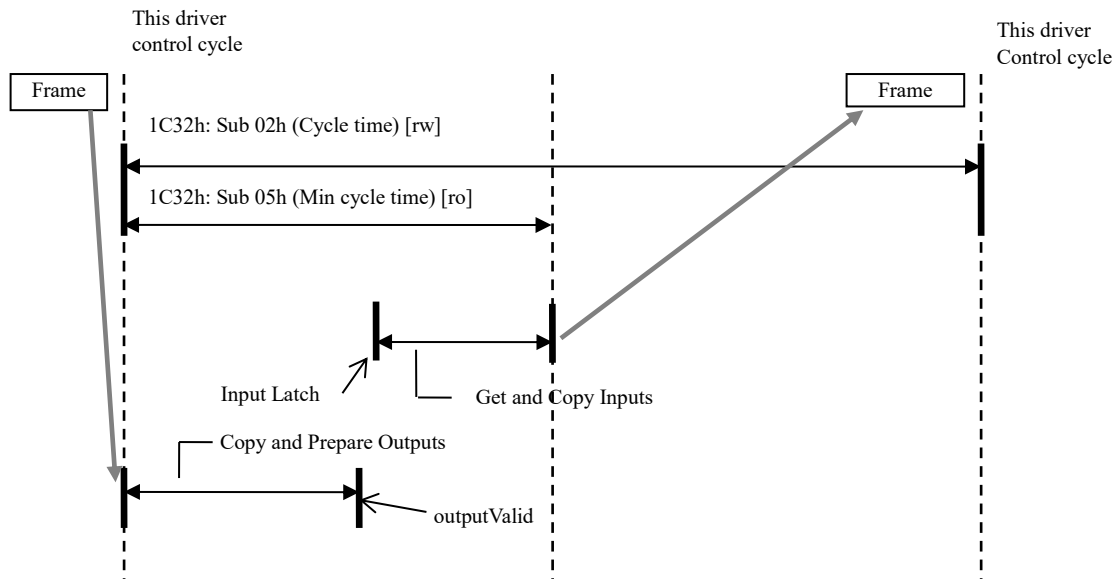 This driver
control cycle
This driver
Control cycle
Frame
Frame
1C32h: Sub 02h (Cycle time) [rw]
1C32h: Sub 05h (Min cycle time) [ro]
Input Latch
Get and Copy Inputs
Copy and Prepare Outputs
outputValid